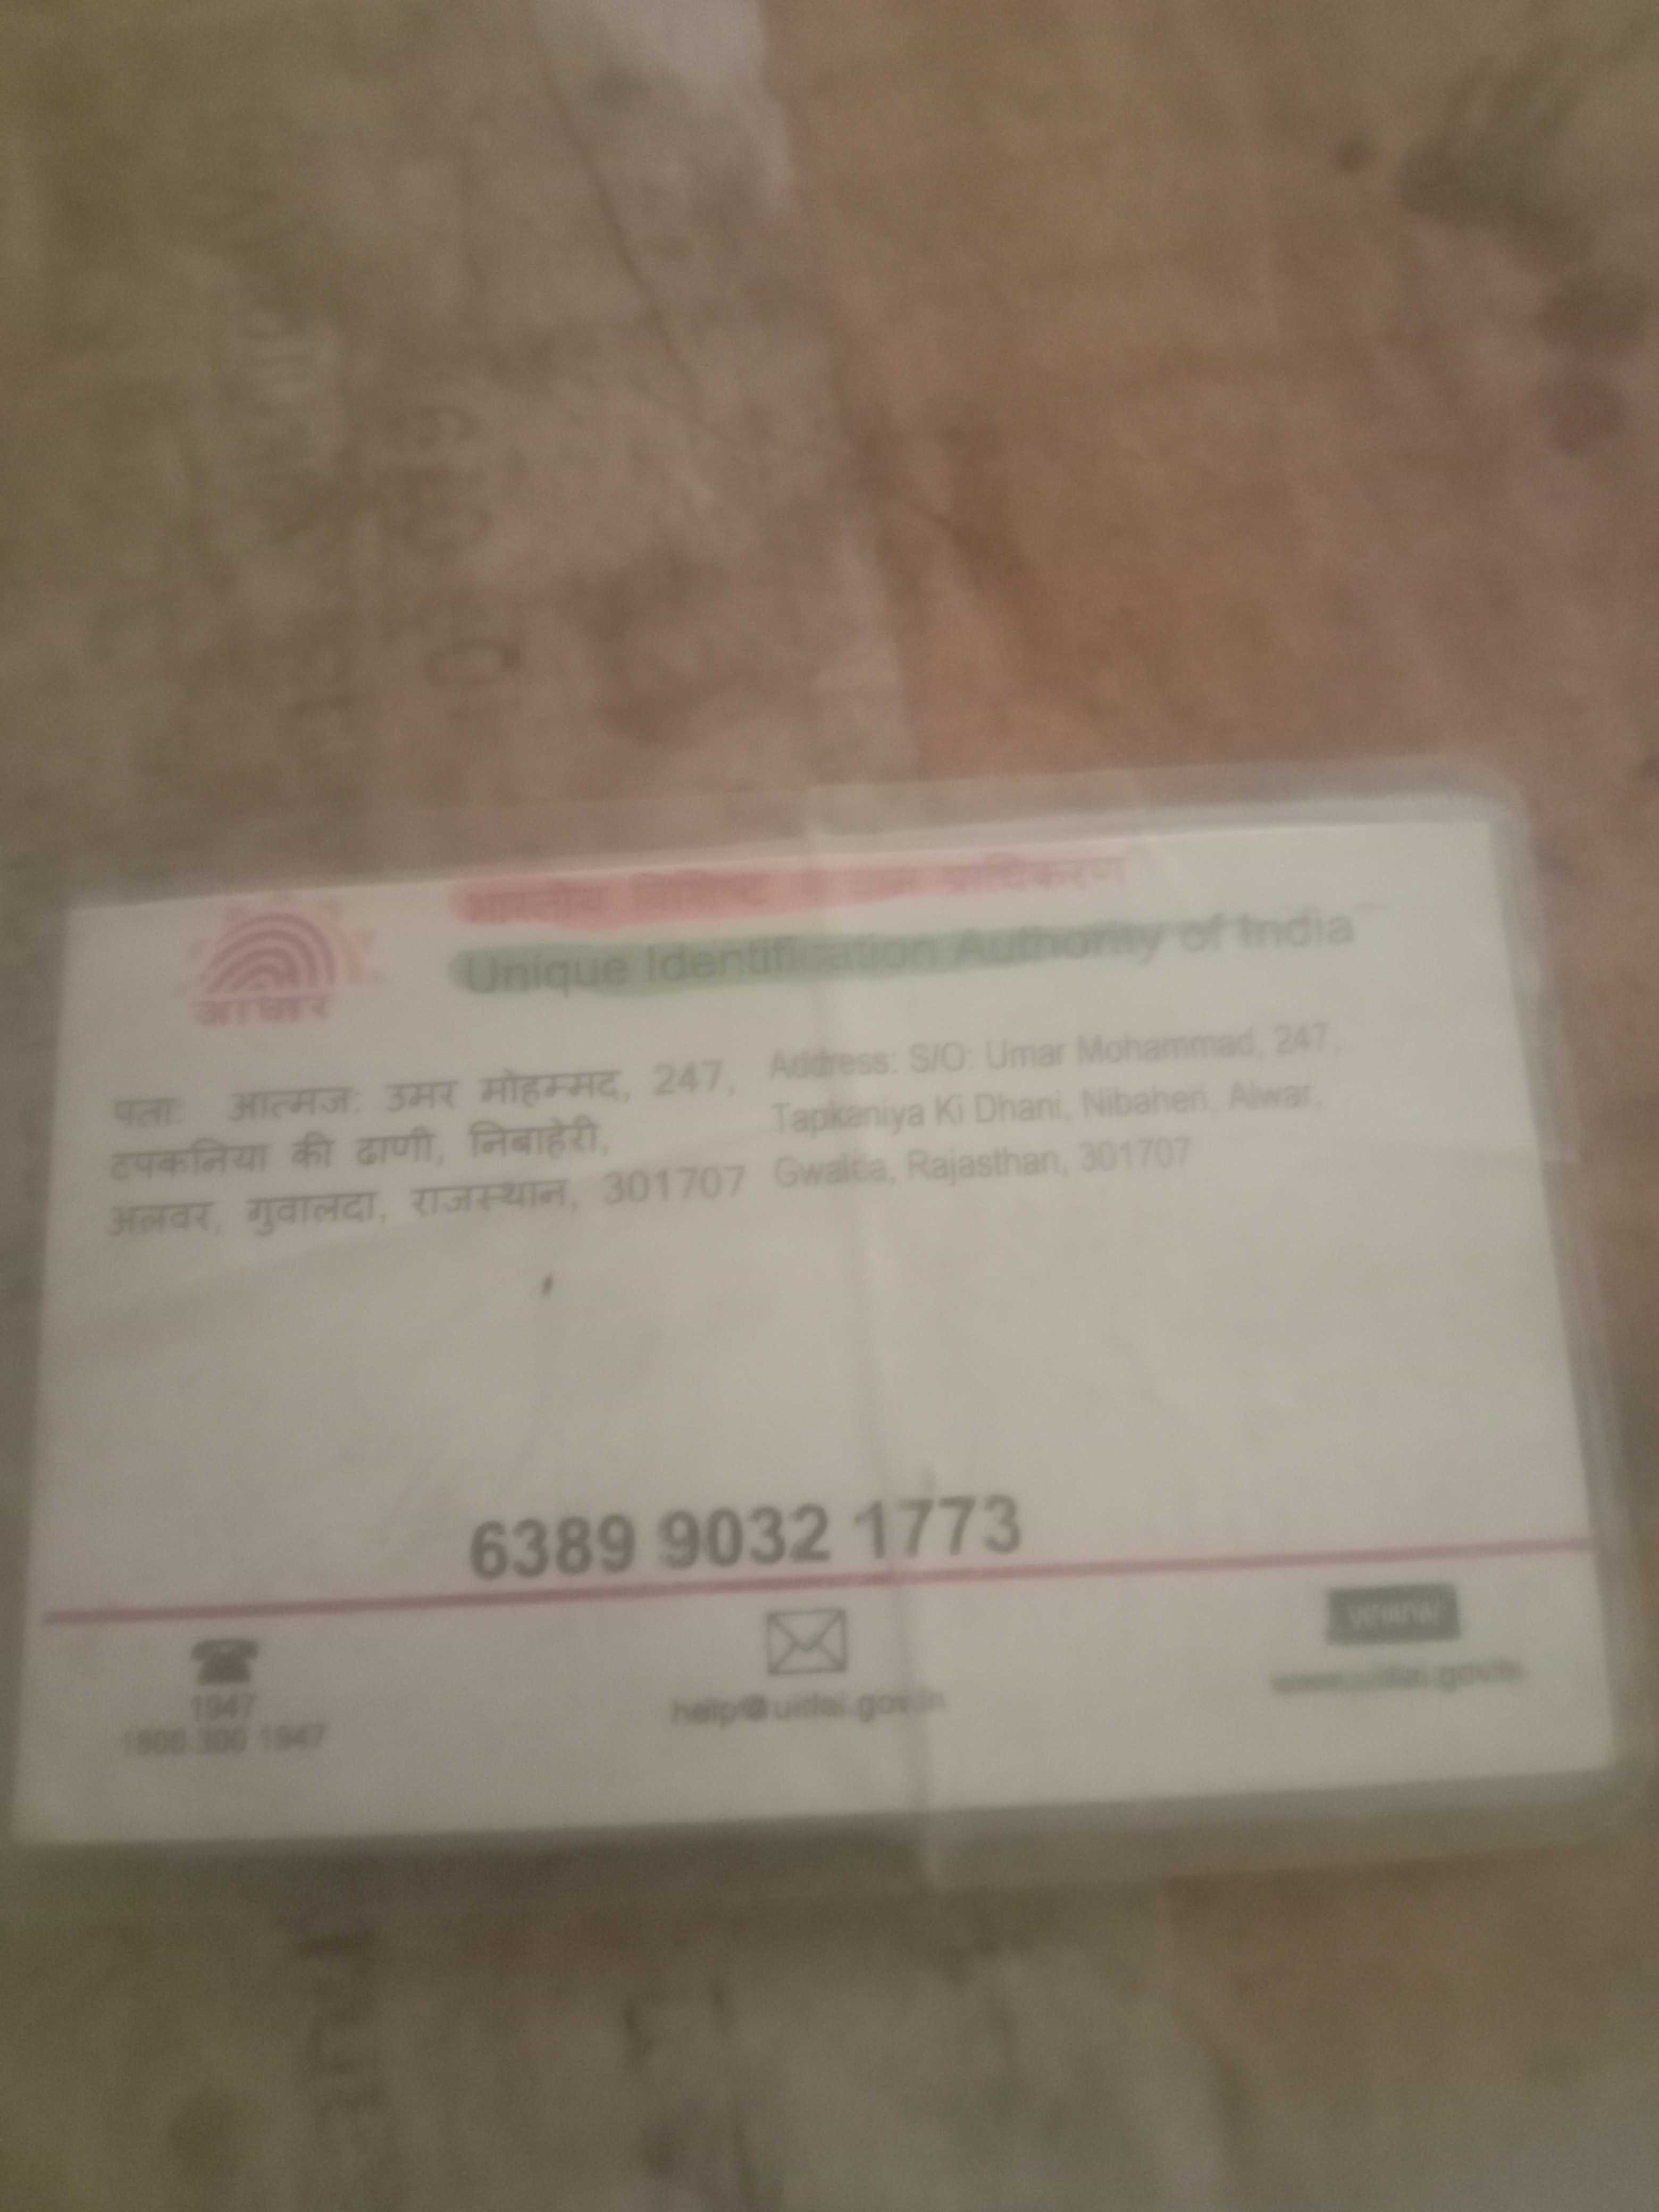 भारतीय विशिष्ट पहचान प्राधिकरण
Unique Identification Authority of India
आधार
पता: आत्मज: उमर मोहम्मद, 247,
टपकनिया की ढाणी, निबाहेरी,
अलवर, गुवालदा, राजस्थान, 301707
Address: S/O: Umar Mohammad, 247,
Tapkaniya Ki Dhani, Nibaheri, Alwar,
Gwalda, Rajasthan, 301707
6389 9032 1773
1947
1800 300 1947
help@uidai.gov.in
www
www.uidai.gov.in